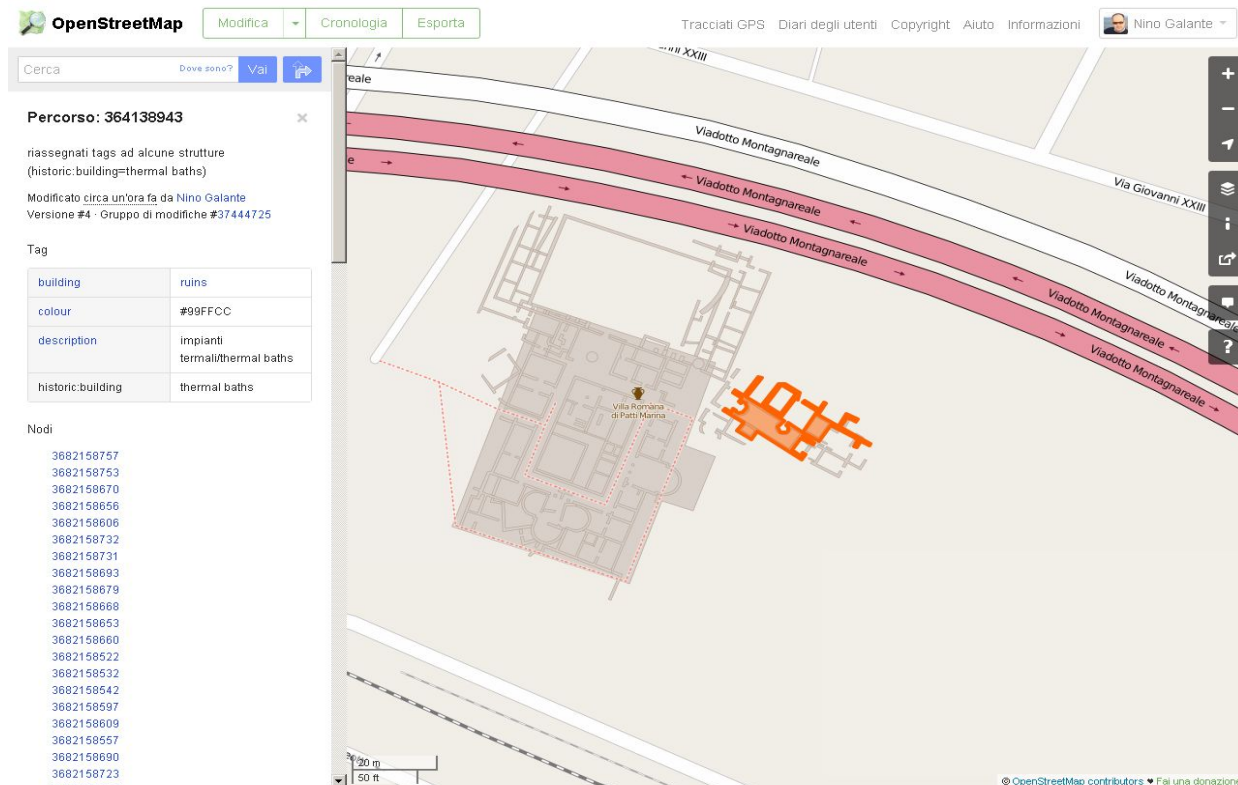 OpenStreetMap
Modifica
Cronologia
Esporta
Tracciati GPS
Diari degli utenti
Copyright
Aiuto
Informazioni
Nino Galante
Cerca
Dove sono?
Vai
Percorso: 364138943
×
riassegnati tags ad alcune strutture
(historic:building=thermal baths)
Modificato circa un'ora fa da Nino Galante
Versione #4 · Gruppo di modifiche #37444725
Tag
building ruins
colour #99FFCC
description impianti
termali/thermal baths
historic:building thermal baths
Nodi
3682158757
3682158753
3682158670
3682158656
3682158606
3682158732
3682158731
3682158693
3682158679
3682158668
3682158653
3682158660
3682158522
3682158532
3682158542
3682158597
3682158609
3682158557
3682158690
3682158723
nni XXIII
eale
Viadotto Montagnareale
Via Giovanni XXIII
e
Viadotto Montagnareale
Viadotto Montagnareale
Viadotto Montagnareale
Viadotto Montagnareale
Viadotto Montagnareale
Villa Romana
di Patti Marina
20 m
50 ft
© OpenStreetMap contributors ♥ Fai una donazione